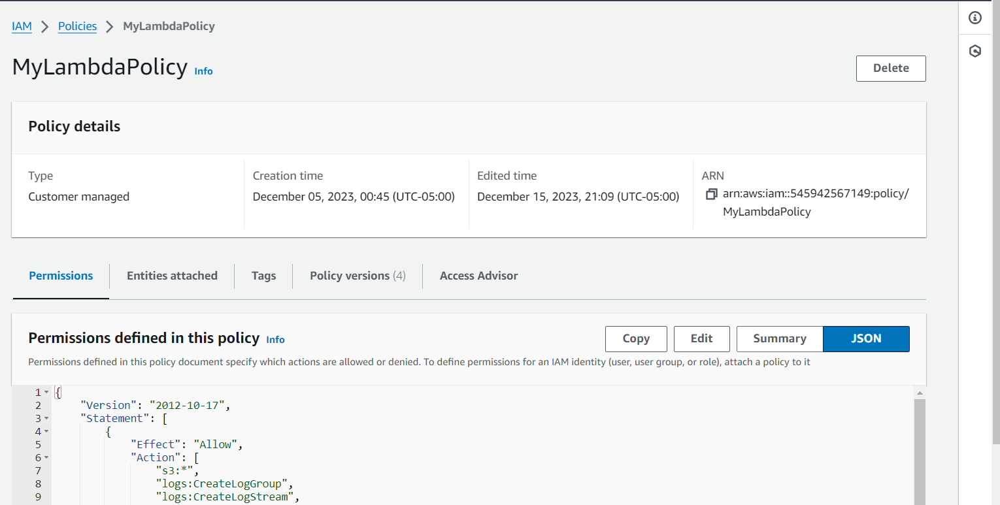 IAM > Policies > MyLambdaPolicy
MyLambdaPolicy Info
Delete
Policy details
Type
Customer managed
Creation time
December 05, 2023, 00:45 (UTC-05:00)
Edited time
December 15, 2023, 21:09 (UTC-05:00)
ARN
arn:aws:iam::545942567149:policy/
MyLambdaPolicy
Permissions
Entities attached
Tags
Policy versions (4)
Access Advisor
Permissions defined in this policy Info
Copy
Edit
Summary
JSON
Permissions defined in this policy document specify which actions are allowed or denied. To define permissions for an IAM identity (user, user group, or role), attach a policy to it
1 {
2 "Version": "2012-10-17",
3 "Statement": [
4 {
5 "Effect": "Allow",
6 "Action": [
7 "s3:*",
8 "logs:CreateLogGroup",
9 "logs:CreateLogStream",